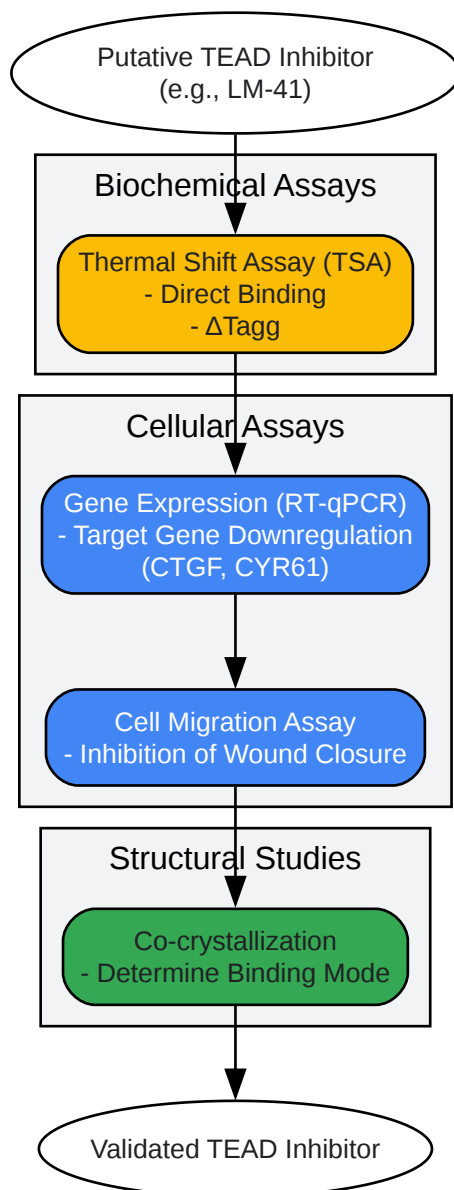 Putative TEAD Inhibitor
(e.g., LM-41)
Biochemical Assays
Thermal Shift Assay (TSA)
- Direct Binding
- ΔTagg
Cellular Assays
Gene Expression (RT-qPCR)
- Target Gene Downregulation
(CTGF, CYR61)
Cell Migration Assay
- Inhibition of Wound Closure
Structural Studies
Co-crystallization
- Determine Binding Mode
Validated TEAD Inhibitor